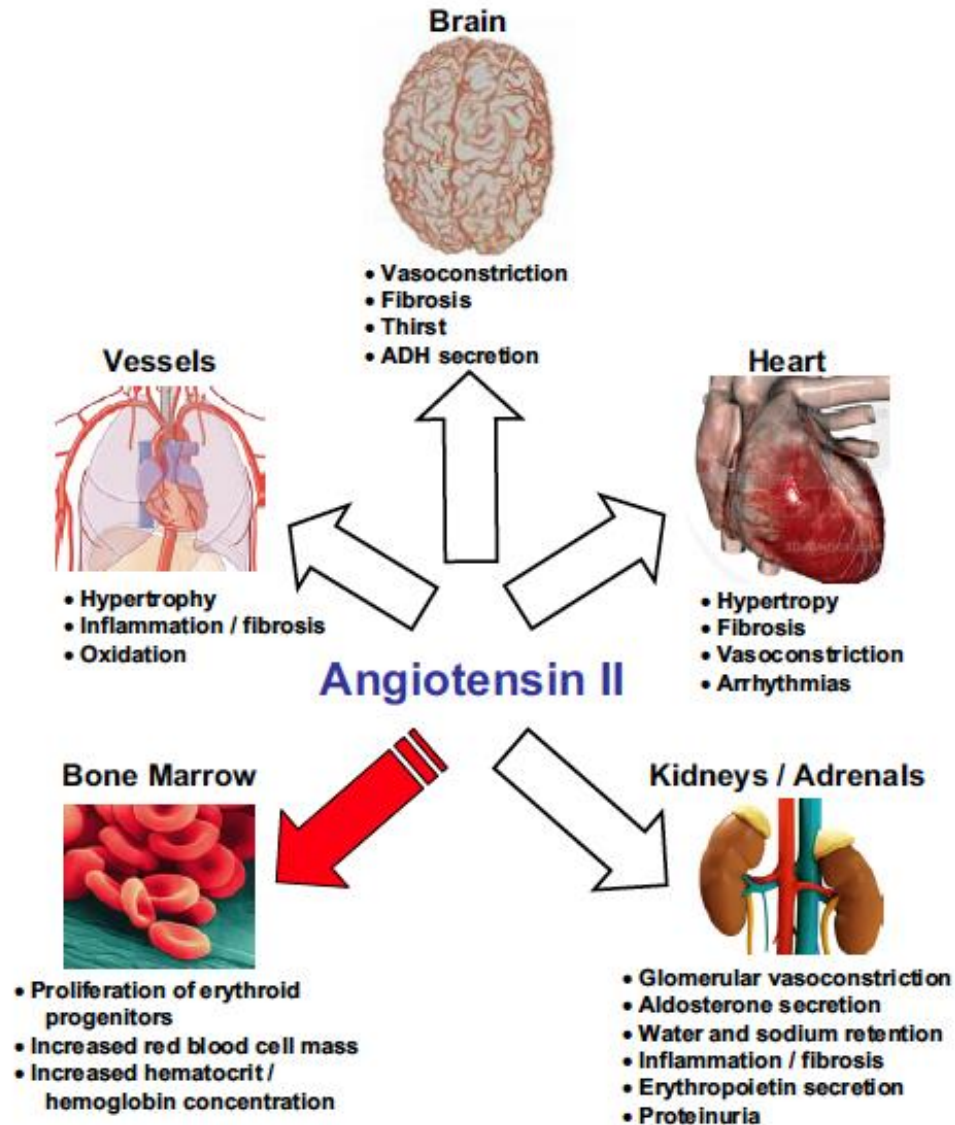 Brain
• Vasoconstriction
• Fibrosis
• Thirst
• ADH secretion
Vessels
• Hypertrophy
• Inflammation / fibrosis
• Oxidation
Heart
• Hypertropy
• Fibrosis
• Vasoconstriction
• Arrhythmias
Angiotensin II
Bone Marrow
• Proliferation of erythroid
progenitors
• Increased red blood cell mass
• Increased hematocrit /
hemoglobin concentration
Kidneys / Adrenals
• Glomerular vasoconstriction
• Aldosterone secretion
• Water and sodium retention
• Inflammation / fibrosis
• Erythropoietin secretion
• Proteinuria